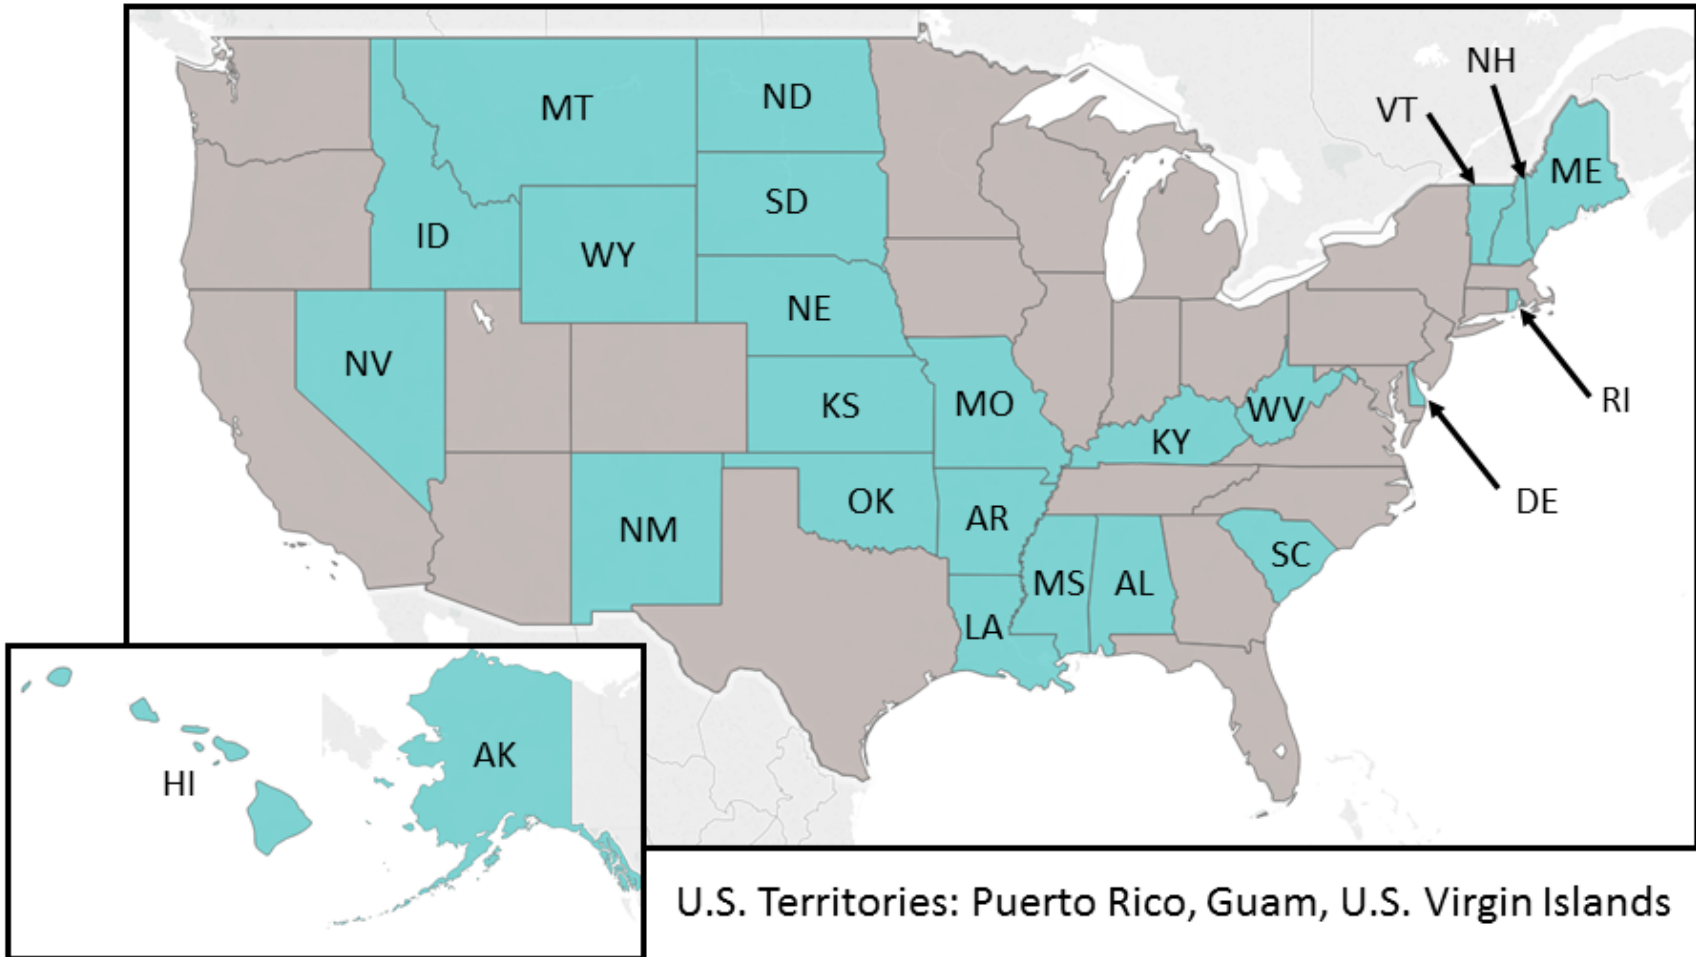 NH
VT
MT
ND
ME
SD
ID
WY
NE
NV
KS
MO
WV
RI
KY
OK
DE
AR
NM
SC
MS
AL
LA
AK
HI
U.S. Territories: Puerto Rico, Guam, U.S. Virgin Islands